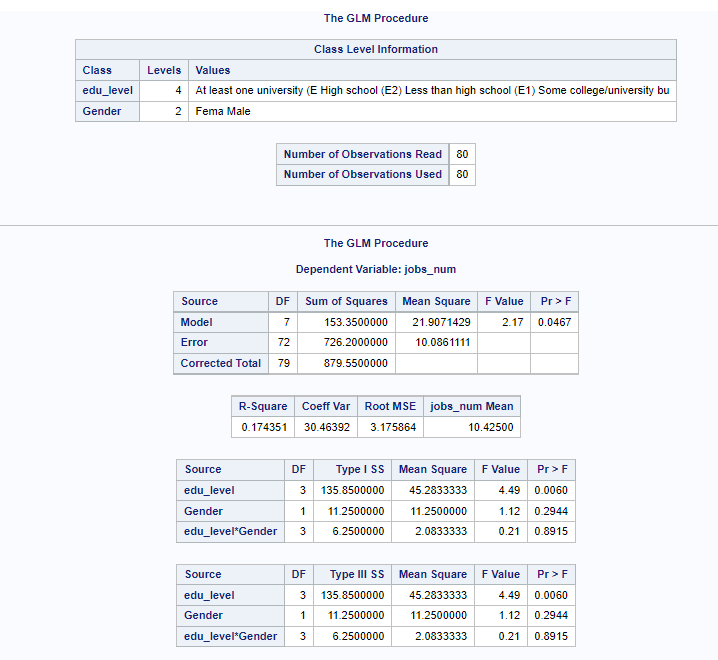 The GLM Procedure
Class Level Information
Class Levels Values
edu_level 4 At least one university (E High school (E2) Less than high school (E1) Some college/university bu
Gender 2 Fema Male
Number of Observations Read 80
Number of Observations Used 80
The GLM Procedure
Dependent Variable: jobs_num
Source DF Sum of Squares Mean Square F Value Pr > F
Model 7 153.3500000 21.9071429 2.17 0.0467
Error 72 726.2000000 10.0861111
Corrected Total 79 879.5500000
R-Square Coeff Var Root MSE jobs_num Mean
0.174351 30.46392 3.175864 10.42500
Source DF Type I SS Mean Square F Value Pr > F
edu_level 3 135.8500000 45.2833333 4.49 0.0060
Gender 1 11.2500000 11.2500000 1.12 0.2944
edu_level*Gender 3 6.2500000 2.0833333 0.21 0.8915
Source DF Type III SS Mean Square F Value Pr > F
edu_level 3 135.8500000 45.2833333 4.49 0.0060
Gender 1 11.2500000 11.2500000 1.12 0.2944
edu_level*Gender 3 6.2500000 2.0833333 0.21 0.8915